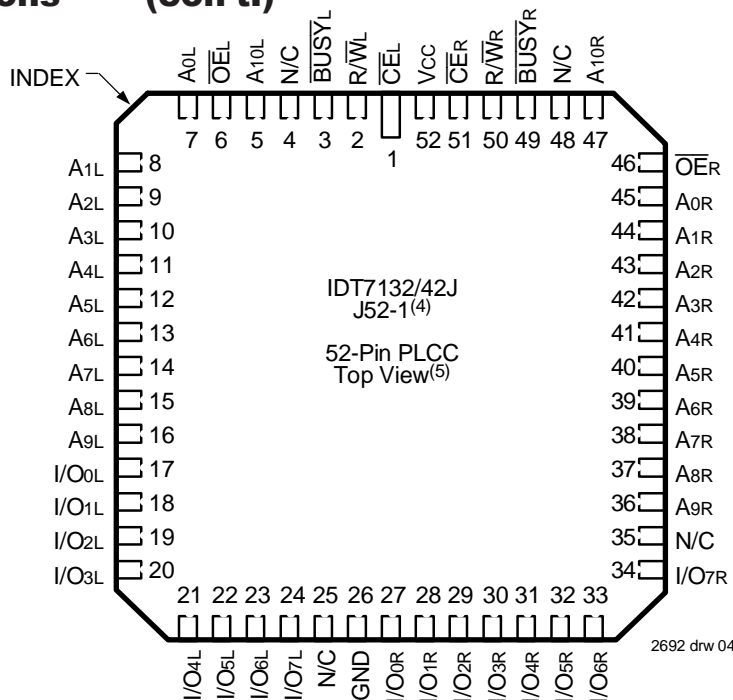 (con't.)
INDEX
A0L
OEL
A10L
N/C
BUSYL
R/WL
CEL
VCC
CER
R/WR
BUSYR
N/C
A10R
7 6 5 4 3 2 1 52 51 50 49 48 47
A1L 8
A2L 9
A3L 10
A4L 11
A5L 12
A6L 13
A7L 14
A8L 15
A9L 16
I/O0L 17
I/O1L 18
I/O2L 19
I/O3L 20
IDT7132/42J
J52-1(4)
52-Pin PLCC
Top View(5)
46 OER
45 A0R
44 A1R
43 A2R
42 A3R
41 A4R
40 A5R
39 A6R
38 A7R
37 A8R
36 A9R
35 N/C
34 I/O7R
21 22 23 24 25 26 27 28 29 30 31 32 33
I/O4L
I/O5L
I/O6L
I/O7L
N/C
GND
I/O0R
I/O1R
I/O2R
I/O3R
I/O4R
I/O5R
I/O6R
2692 drw 04